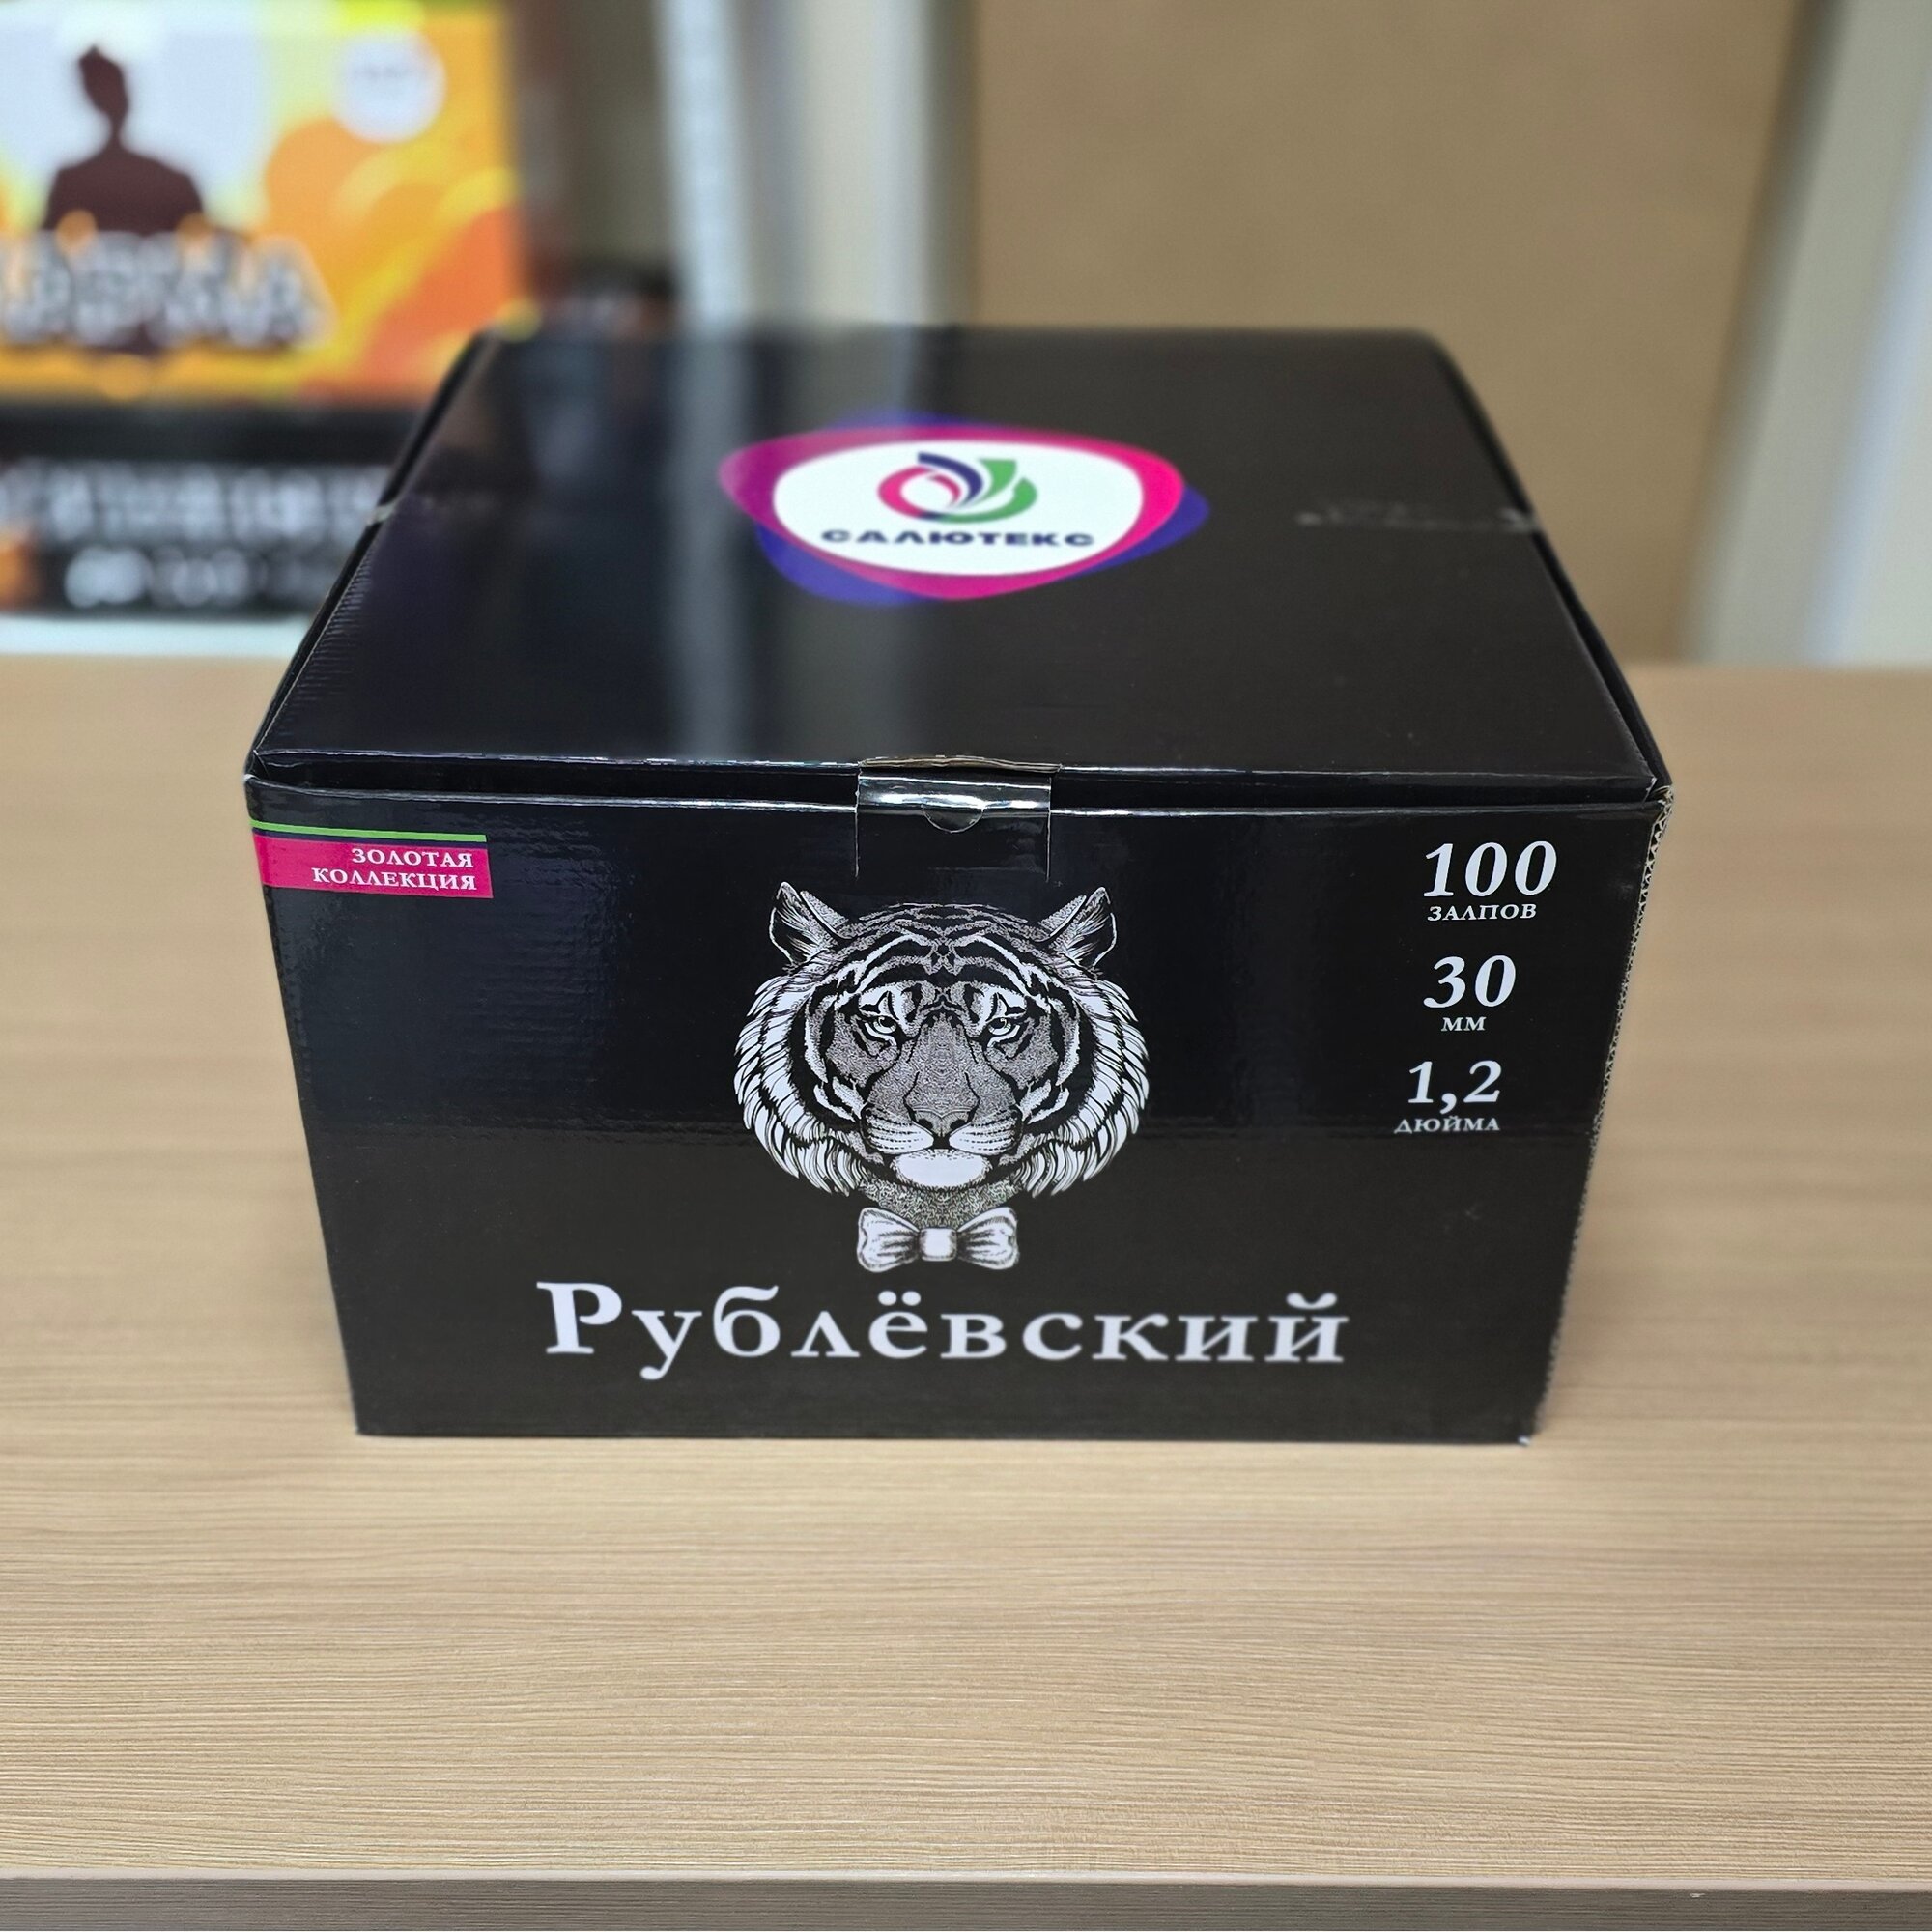 САЛЮТЕКС
ЗОЛОТАЯ
КОЛЛЕКЦИЯ
100
ЗАЛПОВ
30
ММ
1,2
ДЮЙМА
Рублёвский